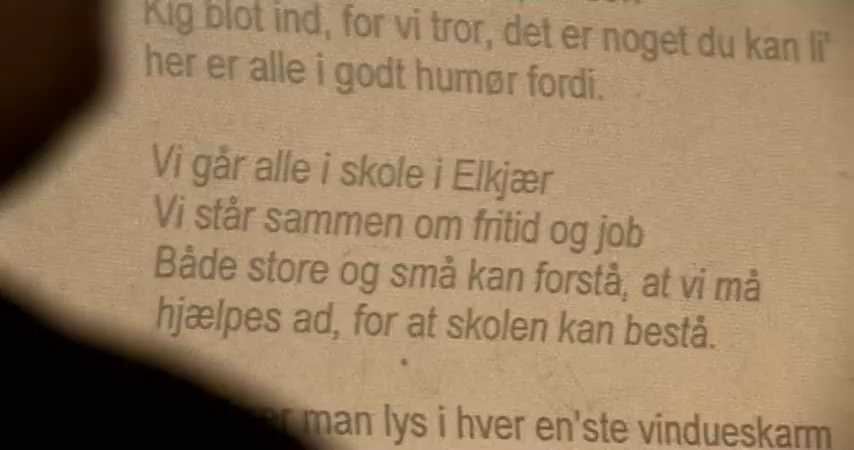 Kig blot ind, for vi tror, det er noget du kan li'
her er alle i godt humør fordi.
Vi går alle i skole i Elkjær
Vi står sammen om fritid og job
Både store og små kan forstå, at vi må
hjælpes ad, for at skolen kan bestå.
man lys i hver en'ste vindueskarm